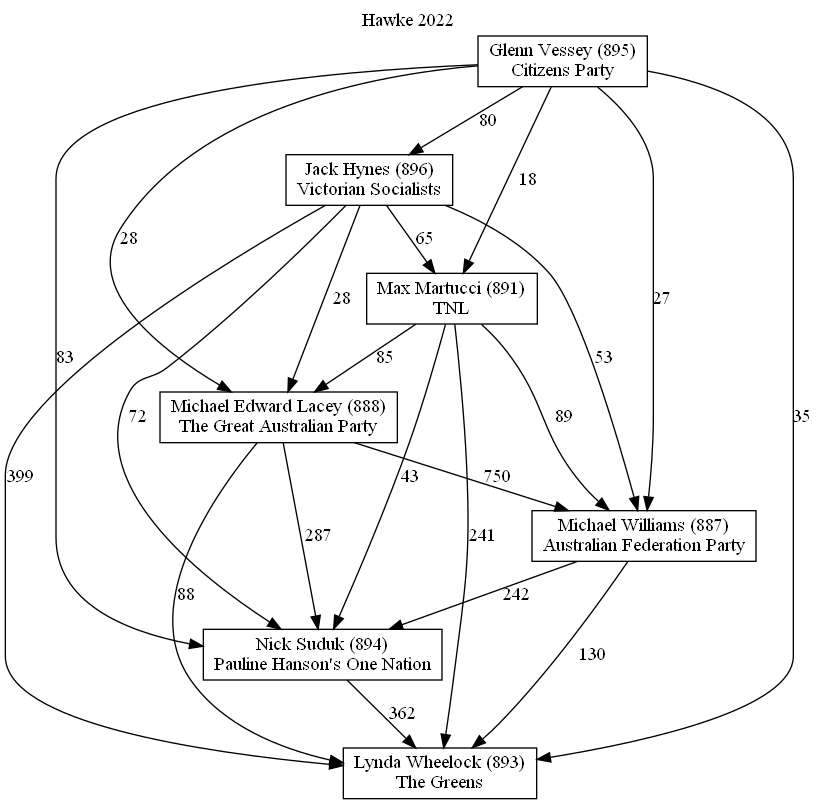 Hawke 2022
Glenn Vessey (895)
Citizens Party
80
Jack Hynes (896)
Victorian Socialists
18
28
65
Max Martucci (891)
TNL
28
27
83
85
53
35
Michael Edward Lacey (888)
The Great Australian Party
72
89
399
43
750
Michael Williams (887)
Australian Federation Party
287
241
88
242
Nick Suduk (894)
Pauline Hanson's One Nation
130
362
Lynda Wheelock (893)
The Greens